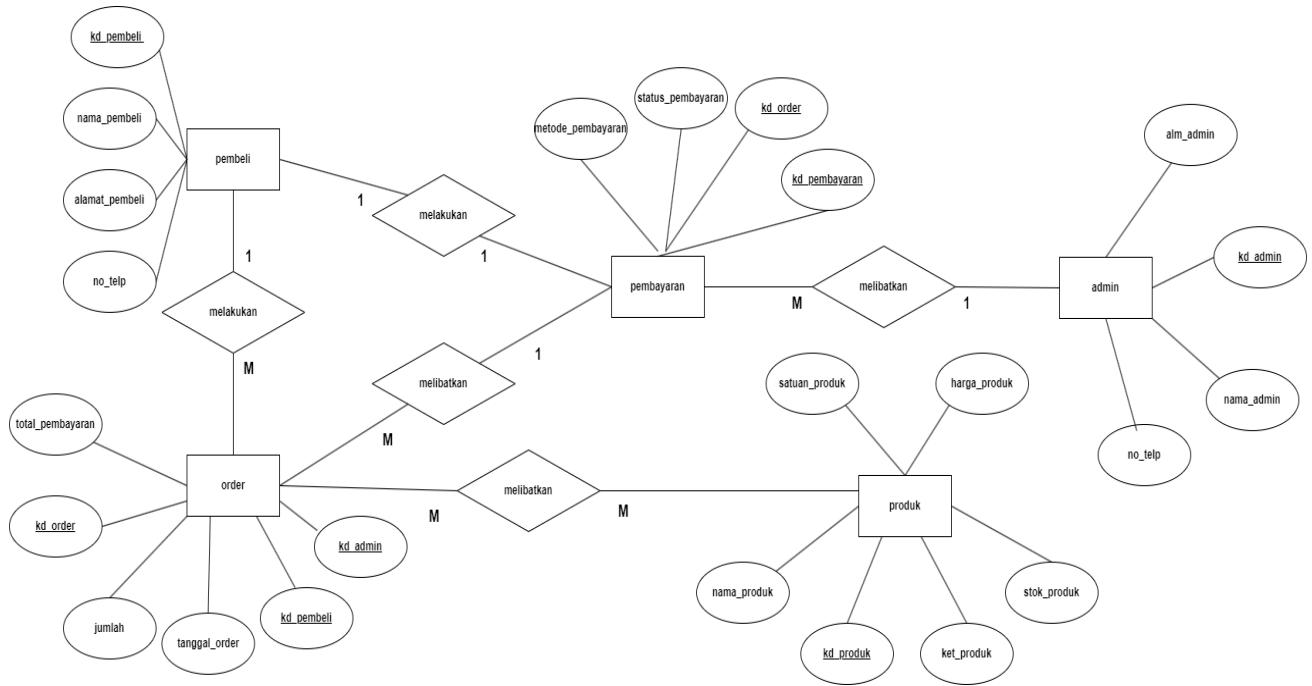 kd_pembeli
nama_pembeli
alamat_pembeli
no_telp
pembeli
1
melakukan
1
1
melakukan
M
metode_pembayaran
status_pembayaran
kd_order
kd_pembayaran
pembayaran
M
melibatkan
1
admin
alm_admin
kd_admin
nama_admin
no_telp
1
melibatkan
M
total_pembayaran
order
kd_order
jumlah
tanggal_order
kd_pembeli
kd_admin
M
melibatkan
M
satuan_produk
harga_produk
produk
nama_produk
kd_produk
ket_produk
stok_produk